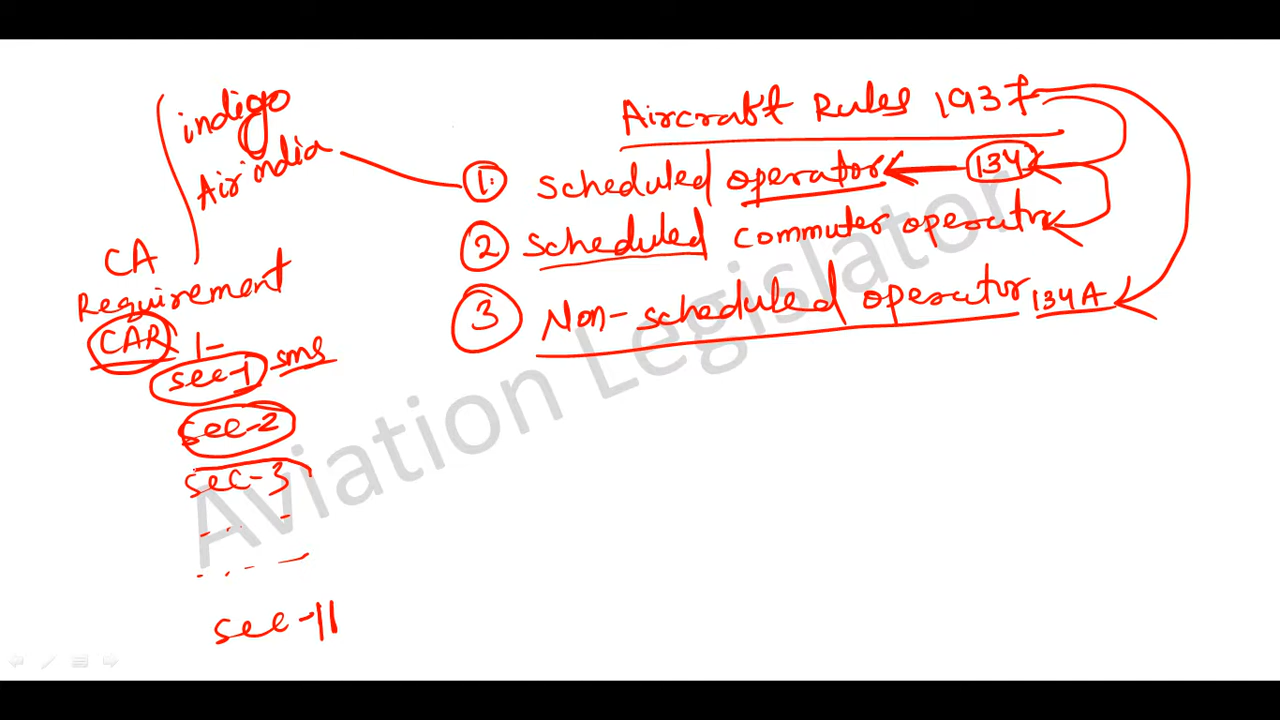 indigo
Air india
CA
Requirement
CAR 1-
sec-1 - sms
sec-2
sec-3
sec-11
Aircraft Rules 1937
1. scheduled operator 134
2 scheduled commuter operator
3 Non-scheduled operator 134A
Aviation Legislator